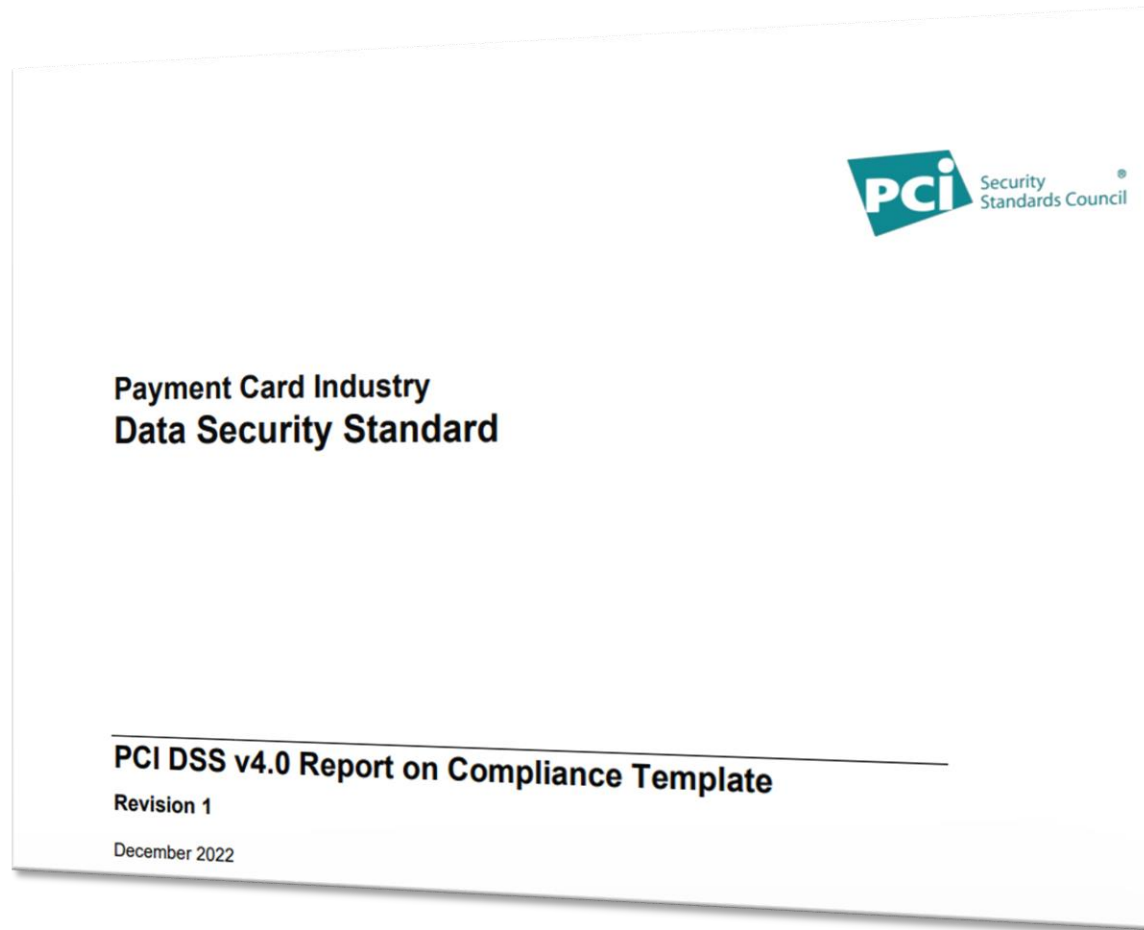 PCI
Security ®
Standards Council
Payment Card Industry
Data Security Standard
PCI DSS v4.0 Report on Compliance Template
Revision 1
December 2022